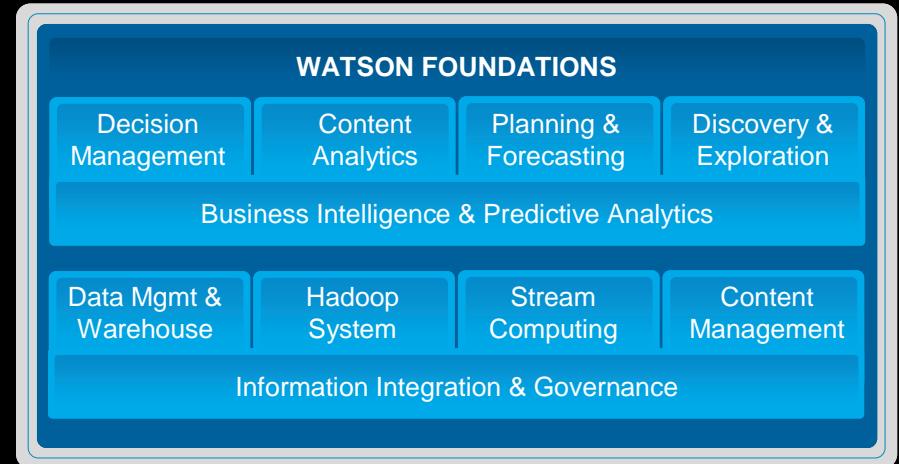 WATSON FOUNDATIONS
Decision
Management
Content
Analytics
Planning &
Forecasting
Discovery &
Exploration
Business Intelligence & Predictive Analytics
Data Mgmt &
Warehouse
Hadoop
System
Stream
Computing
Content
Management
Information Integration & Governance